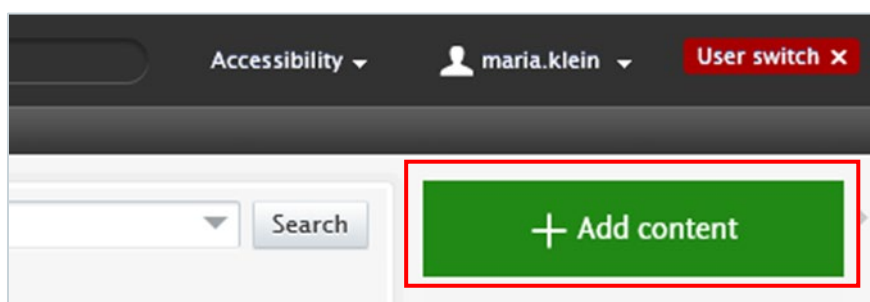 Accessibility
maria.klein
User switch ×
Search
+ Add content